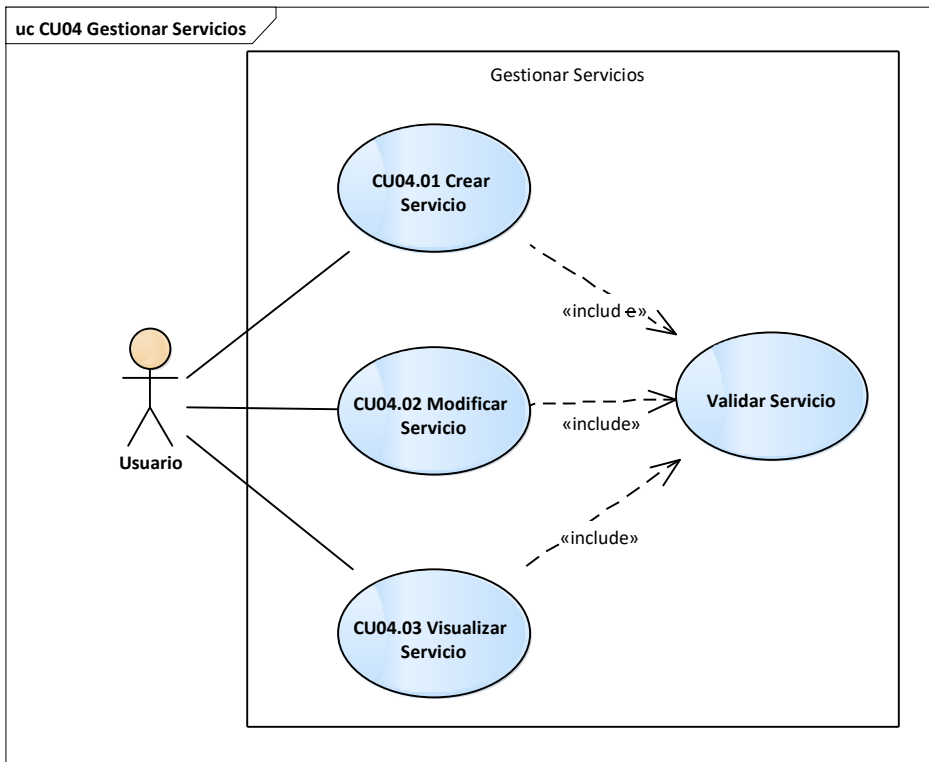 uc CU04 Gestionar Servicios
Gestionar Servicios
CU04.01 Crear
Servicio
«include»
CU04.02 Modificar
Servicio
«include»
Validar Servicio
Usuario
«include»
CU04.03 Visualizar
Servicio